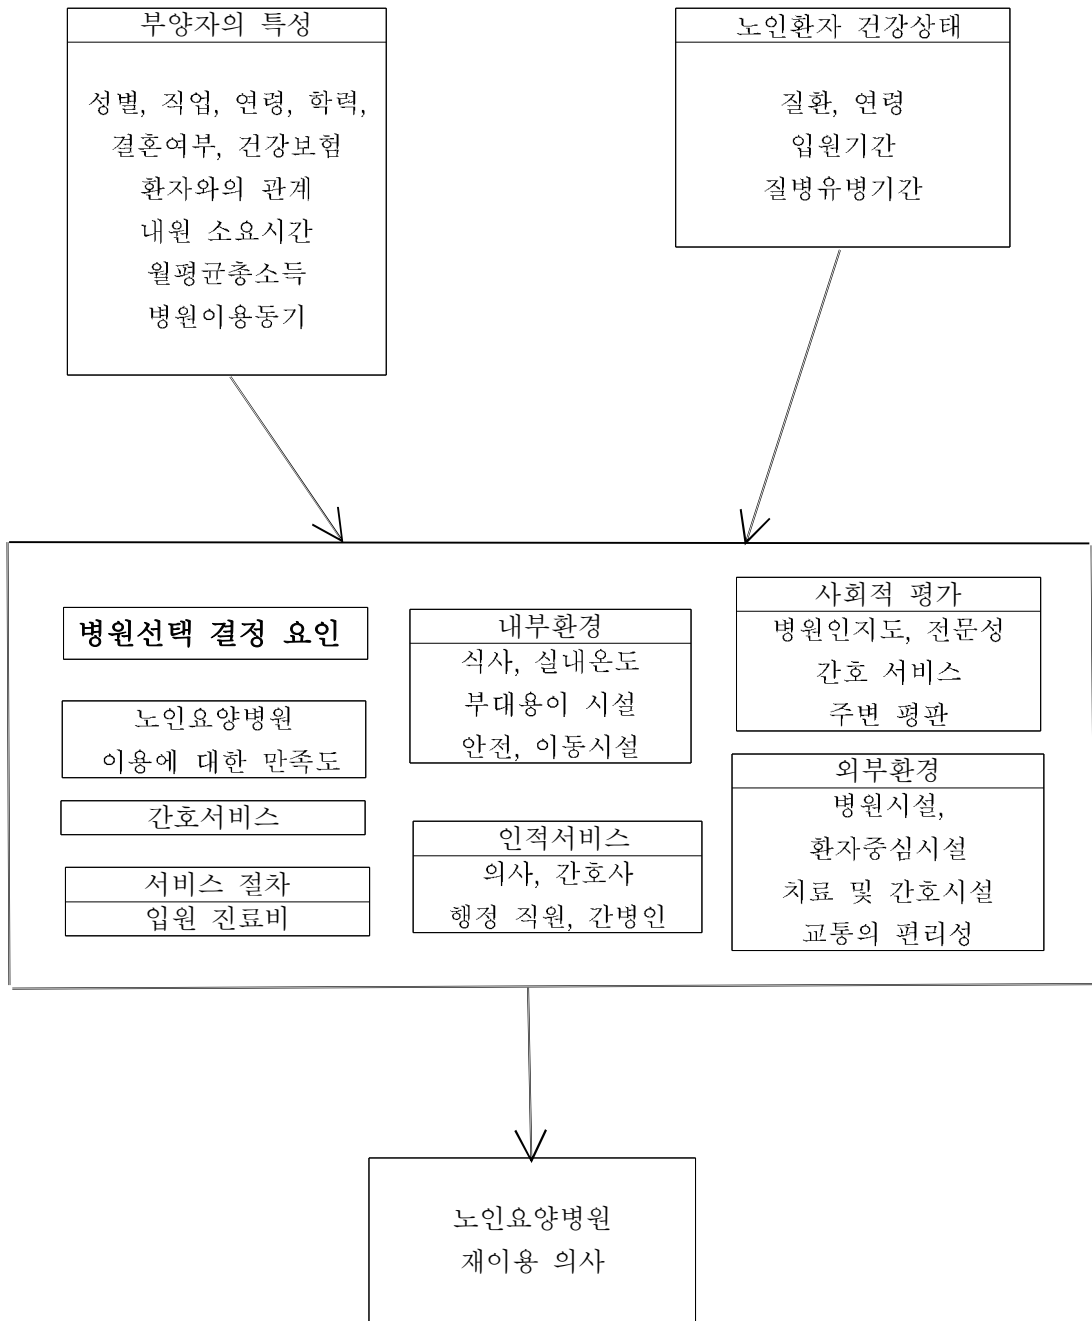 부양자의 특성
성별, 직업, 연령, 학력,
결혼여부, 건강보험
환자와의 관계
내원 소요시간
월평균총소득
병원이용동기
노인환자 건강상태
질환, 연령
입원기간
질병유병기간
병원선택 결정 요인
노인요양병원
이용에 대한 만족도
간호서비스
서비스 절차
입원 진료비
내부환경
식사, 실내온도
부대용이 시설
안전, 이동시설
인적서비스
의사, 간호사
행정 직원, 간병인
사회적 평가
병원인지도, 전문성
간호 서비스
주변 평판
외부환경
병원시설,
환자중심시설
치료 및 간호시설
교통의 편리성
노인요양병원
재이용 의사